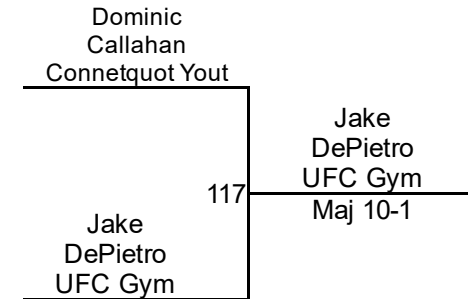 Dominic
Callahan
Connetquot Yout
Jake
DePietro
UFC Gym
117
Maj 10-1
Jake
DePietro
UFC Gym